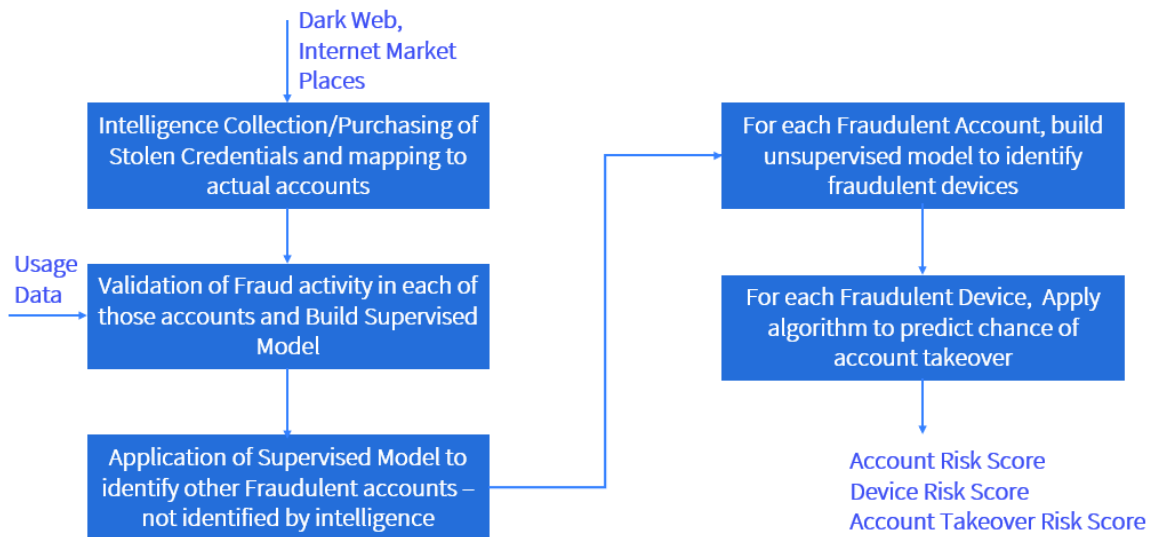 Dark Web,
Internet Market
Places
Intelligence Collection/Purchasing of
Stolen Credentials and mapping to
actual accounts
Usage
Data
Validation of Fraud activity in each of
those accounts and Build Supervised
Model
Application of Supervised Model to
identify other Fraudulent accounts –
not identified by intelligence
For each Fraudulent Account, build
unsupervised model to identify
fraudulent devices
For each Fraudulent Device, Apply
algorithm to predict chance of
account takeover
Account Risk Score
Device Risk Score
Account Takeover Risk Score